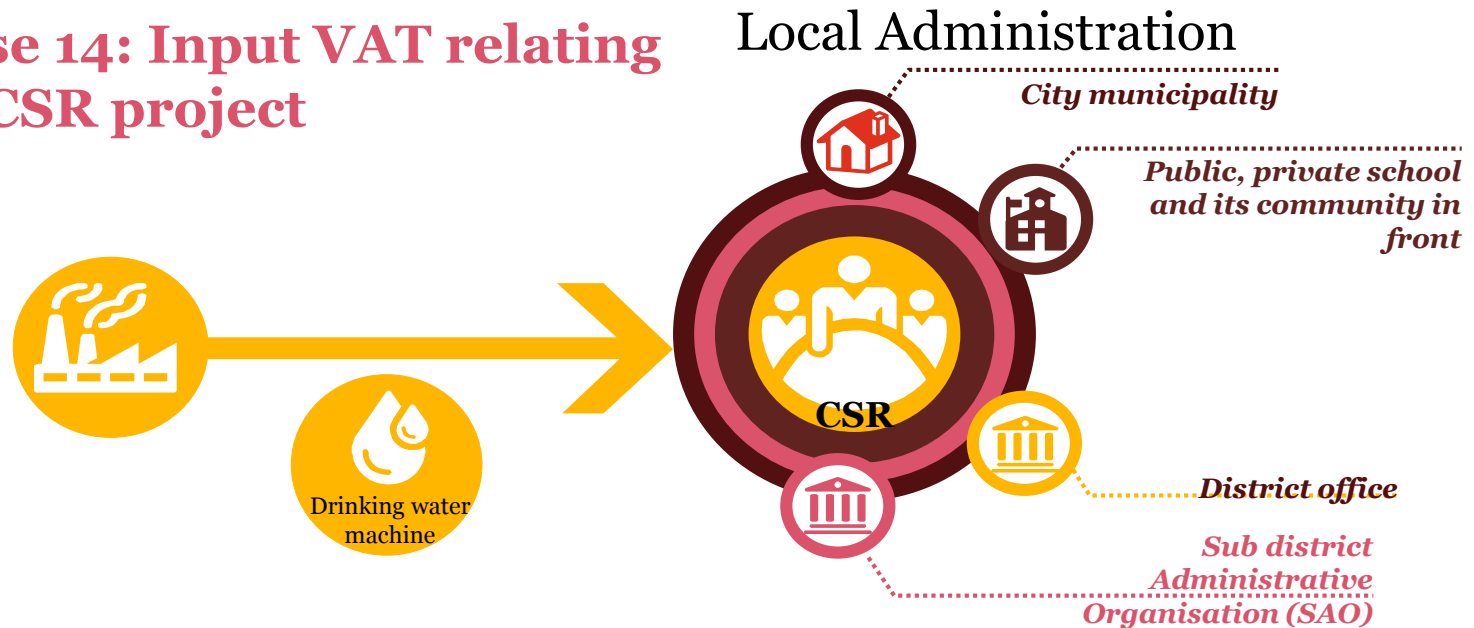 se 14: Input VAT relating
CSR project
Local Administration
City municipality
Public, private school
and its community in
front
CSR
Drinking water
machine
District office
Sub district
Administrative
Organisation (SAO)